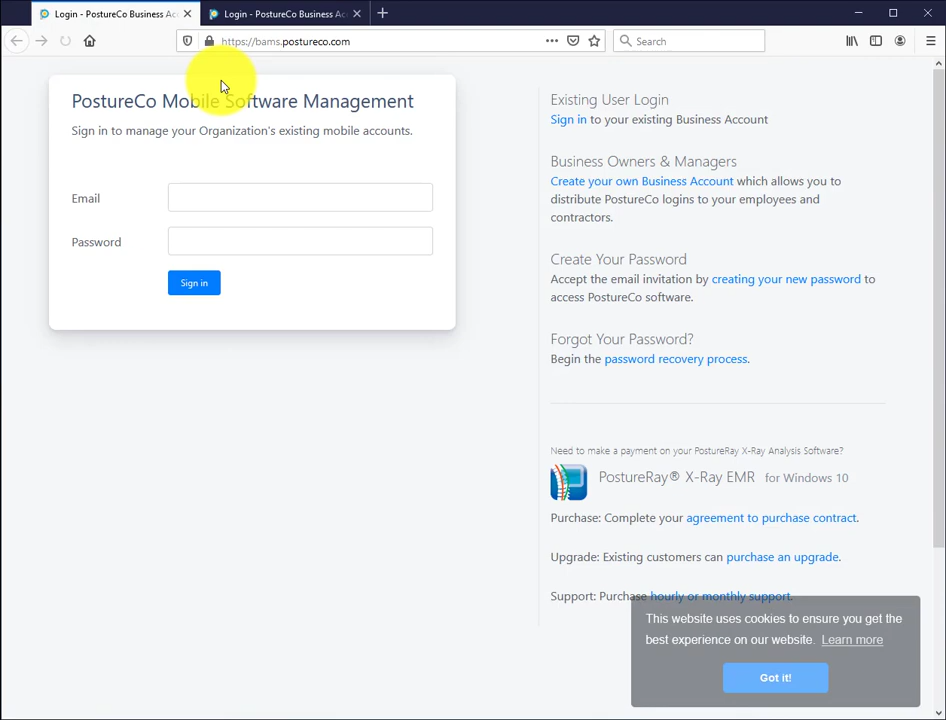 Login - PostureCo Business Acc
Login - PostureCo Business Acc
https://bams.postureco.com
Search
PostureCo Mobile Software Management
Sign in to manage your Organization's existing mobile accounts.
Email
Password
Sign in
Existing User Login
Sign in to your existing Business Account
Business Owners & Managers
Create your own Business Account which allows you to
distribute PostureCo logins to your employees and
contractors.
Create Your Password
Accept the email invitation by creating your new password to
access PostureCo software.
Forgot Your Password?
Begin the password recovery process.
Need to make a payment on your PostureRay X-Ray Analysis Software?
PostureRay® X-Ray EMR for Windows 10
Purchase: Complete your agreement to purchase contract.
Upgrade: Existing customers can purchase an upgrade.
Support: Purchase hourly or monthly support.
This website uses cookies to ensure you get the
best experience on our website. Learn more
Got it!